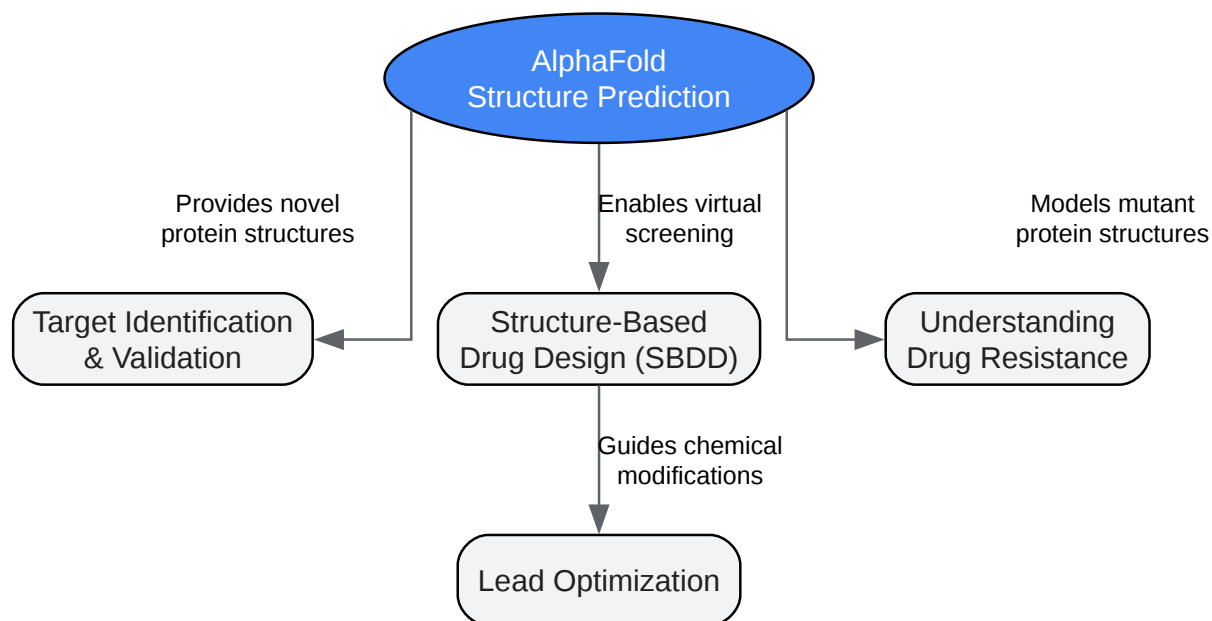 AlphaFold
Structure Prediction
Provides novel
protein structures
Enables virtual
screening
Models mutant
protein structures
Target Identification
& Validation
Structure-Based
Drug Design (SBDD)
Understanding
Drug Resistance
Guides chemical
modifications
Lead Optimization